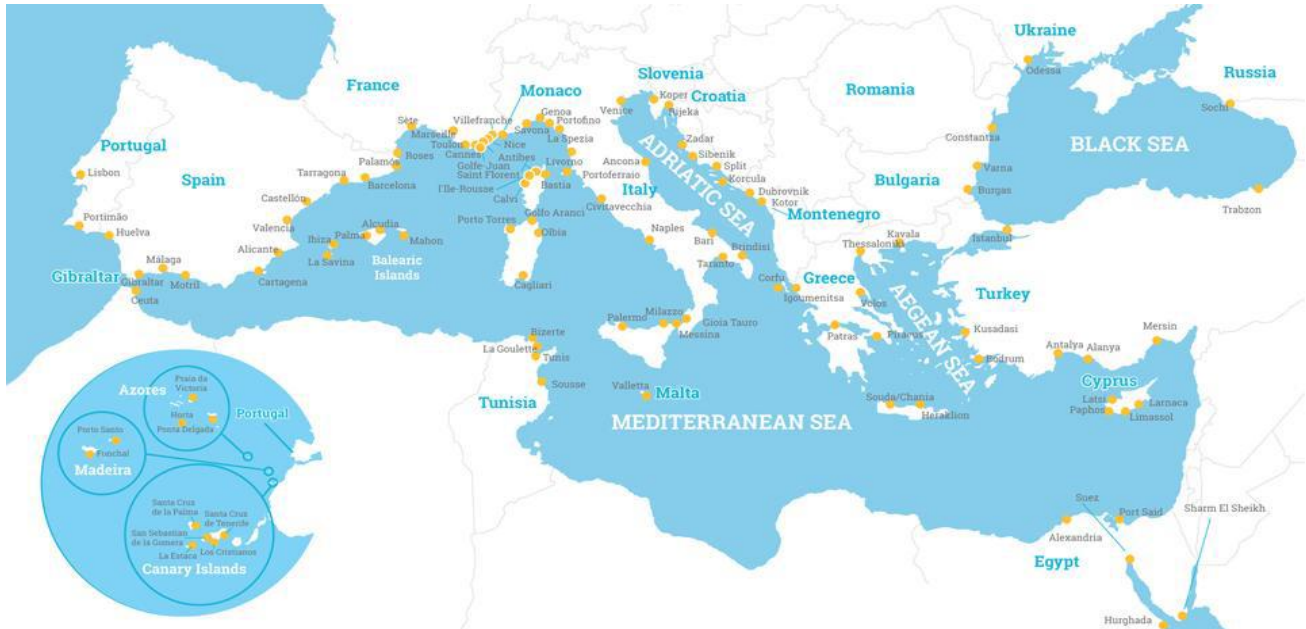 Ukraine
Odessa
Russia
Sochi
Slovenia
Koper
Croatia
Rijeka
Romania
France
Monaco
Genoa
Venice
Sète
Villefranche
Portofino
Marseille
Savona
Toulon
Nice
La Spezia
Cannes
Antibes
Zadar
Constantza
BLACK SEA
Portugal
Palamós
Roses
Golfe-Juan
Livorno
Ancona
Sibenik
Split
ADRIATIC SEA
Lisbon
Spain
Tarragona
Barcelona
Saint Florent
Portoferraio
Italy
Korcula
Bulgaria
Varna
I'lle-Rousse
Bastia
Burgas
Castellón
Calvi
Civitavecchia
Dubrovnik
Kotor
Trabzon
Portimão
Huelva
Valencia
Alcudia
Porto Torres
Golfo Aranci
Montenegro
Ibiza
Palma
Mahon
Olbia
Naples
Bari
Brindisi
Kavala
Istanbul
Alicante
La Savina
Balearic
Islands
Taranto
Thessaloniki
Gibraltar
Málaga
Gibraltar
Motril
Cartagena
Cagliari
Corfu
Greece
Igoumenitsa
Volos
AEGEAN SEA
Turkey
Ceuta
Palermo
Milazzo
Gioia Tauro
Messina
Patras
Piraeus
Kusadasi
Mersin
Bizerte
La Goulette
Tunis
Bodrum
Antalya
Alanya
Tunisia
Sousse
Valletta
Malta
MEDITERRANEAN SEA
Souda/Chania
Heraklion
Cyprus
Latsi
Paphos
Larnaca
Limassol
Azores
Praia da
Victoria
Horta
Ponta Delgada
Portugal
Porto Santo
Funchal
Madeira
Santa Cruz
de la Palma
Santa Cruz
de Tenerife
San Sebastian
de la Gomara
La Estaca
Los Cristianos
Canary Islands
Suez
Port Said
Sharm El Sheikh
Alexandria
Egypt
Hurghada